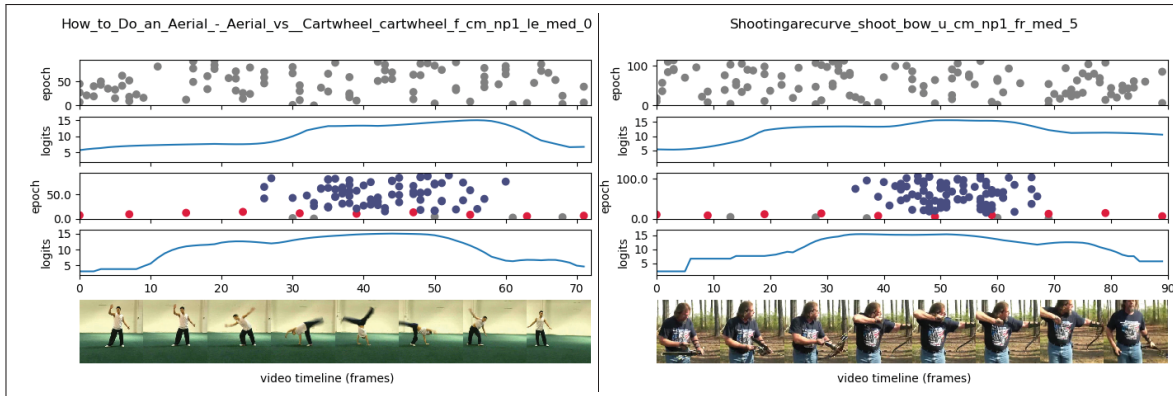 How_to_Do_an_Aerial_-_Aerial_vs__Cartwheel_cartwheel_f_cm_np1_le_med_0
epoch
50
0
logits
15
10
5
epoch
50.0
0.0
logits
15
10
5
0 10 20 30 40 50 60 70
video timeline (frames)
Shootingarecurve_shoot_bow_u_cm_np1_fr_med_5
epoch
100
0
logits
15
10
5
epoch
100.0
0.0
logits
15
10
5
0 10 20 30 40 50 60 70 80 90
video timeline (frames)